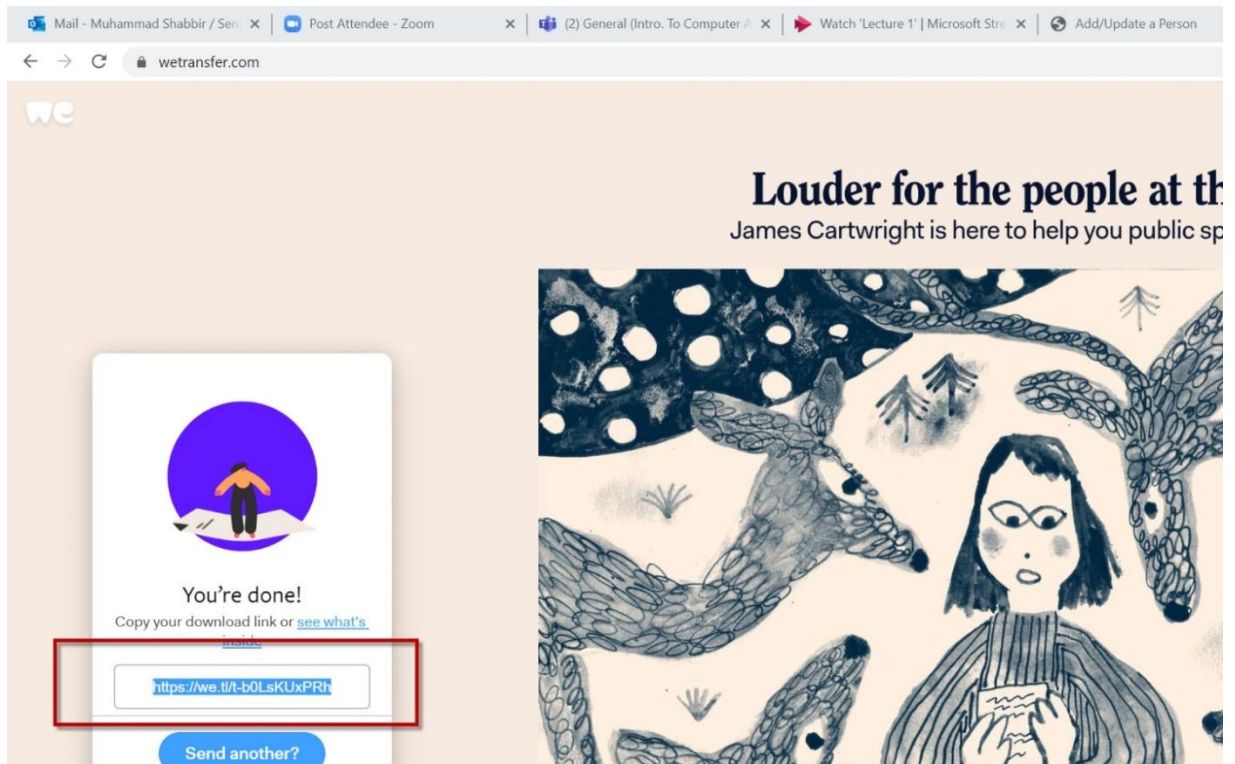 Mail - Muhammad Shabbir / Sen
Post Attendee - Zoom
(2) General (Intro. To Computer A
Watch 'Lecture 1' | Microsoft Stre
Add/Update a Person
wetransfer.com
we
Louder for the people at th
James Cartwright is here to help you public sp
You're done!
Copy your download link or see what's
inside
https://we.tl/t-b0LsKUxPRh
Send another?